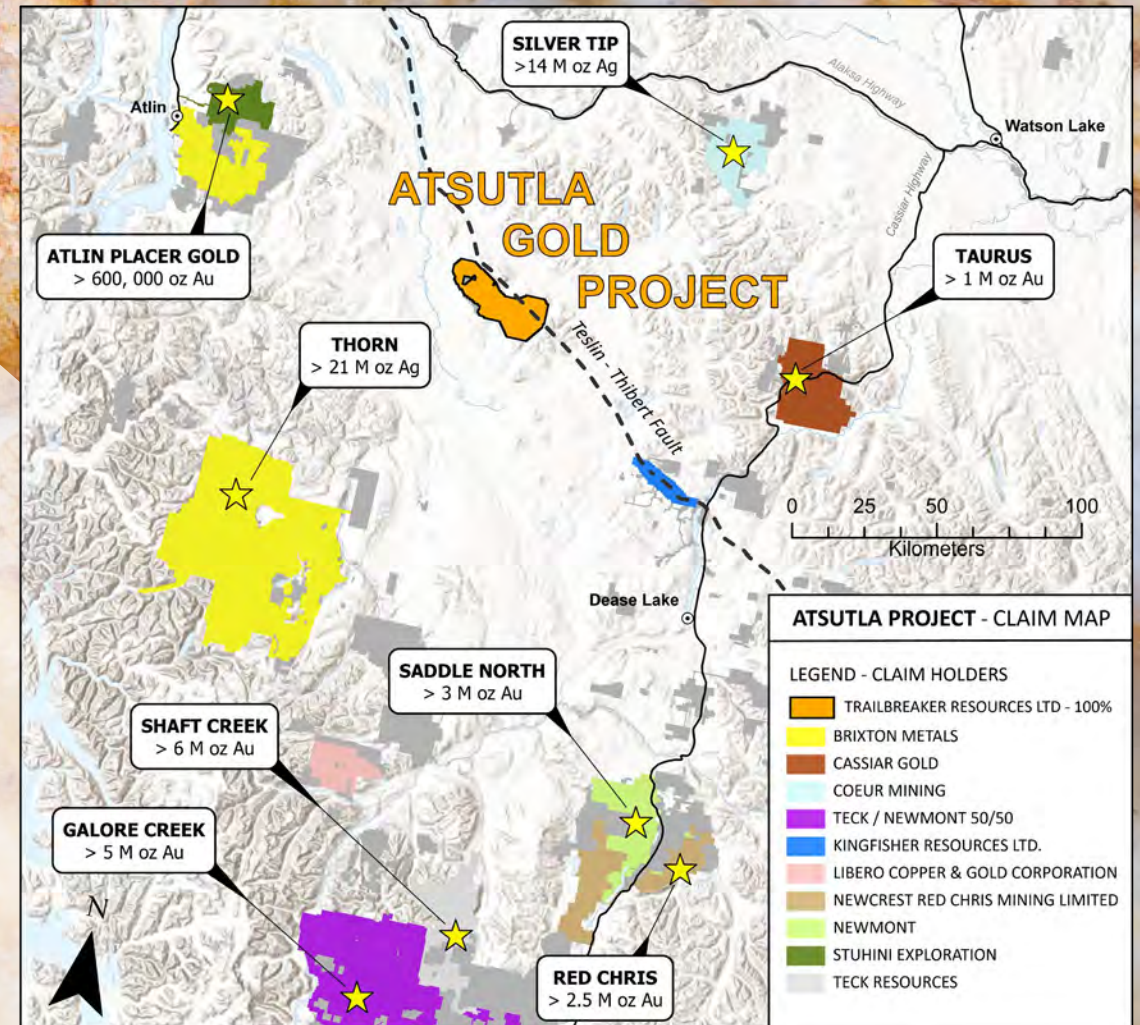 SILVER TIP
>14 M oz Ag
Alaksa Highway
Atlin
Watson Lake
Cassiar Highway
ATSUTLA
GOLD
PROJECT
ATLIN PLACER GOLD
> 600, 000 oz Au
TAURUS
> 1 M oz Au
THORN
> 21 M oz Ag
Teslin - Thibert Fault
0 50 50 100
Kilometers
Dease Lake
SADDLE NORTH
> 3 M oz Au
SHAFT CREEK
> 6 M oz Au
GALORE CREEK
> 5 M oz Au
N
RED CHRIS
> 2.5 M oz Au
ATSUTLA PROJECT - CLAIM MAP
LEGEND - CLAIM HOLDERS
TRAILBREAKER RESOURCES LTD - 100%
BRIXTON METALS
CASSIAR GOLD
COEUR MINING
TECK / NEWMONT 50/50
KINGFISHER RESOURCES LTD.
LIBERO COPPER & GOLD CORPORATION
NEWCREST RED CHRIS MINING LIMITED
NEWMONT
STUHINI EXPLORATION
TECK RESOURCES